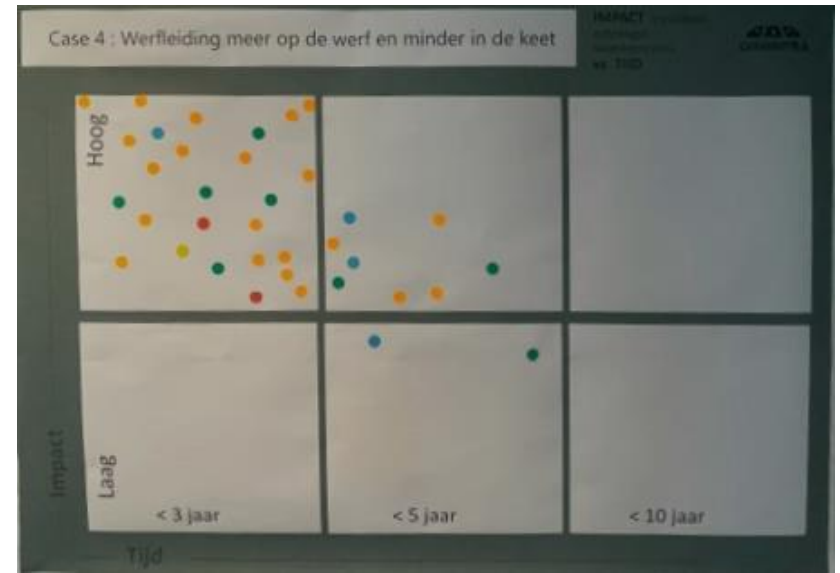 Case 4 : Werfleiding meer op de werf en minder in de keet
IMPACT
vs. TIJD
Hoog
Impact
Laag
< 3 jaar
< 5 jaar
< 10 jaar
Tijd